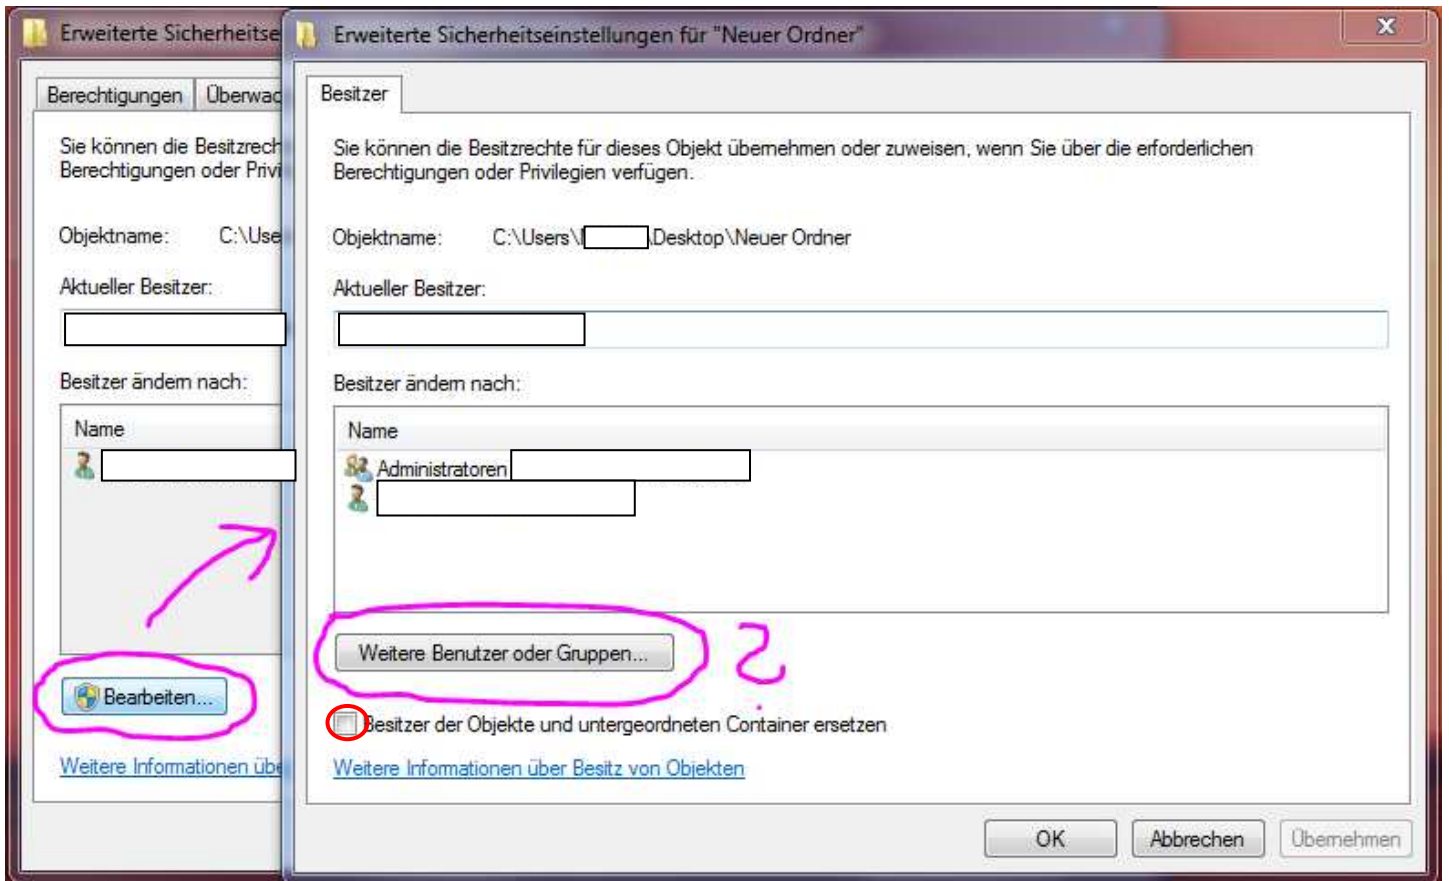 Erweiterte Sicherheitse
Berechtigungen
Überwac
Sie können die Besitzrech
Berechtigungen oder Privi
Objektname: C:\Use
Aktueller Besitzer:
Besitzer ändern nach:
Name
Bearbeiten...
Weitere Informationen übe
Erweiterte Sicherheitseinstellungen für "Neuer Ordner"
Besitzer
Sie können die Besitzrechte für dieses Objekt übernehmen oder zuweisen, wenn Sie über die erforderlichen
Berechtigungen oder Privilegien verfügen.
Objektname: C:\Users\ \Desktop\Neuer Ordner
Aktueller Besitzer:
Besitzer ändern nach:
Name
Administratoren
Weitere Benutzer oder Gruppen...
?
Besitzer der Objekte und untergeordneten Container ersetzen
Weitere Informationen über Besitz von Objekten
OK
Abbrechen
Übernehmen